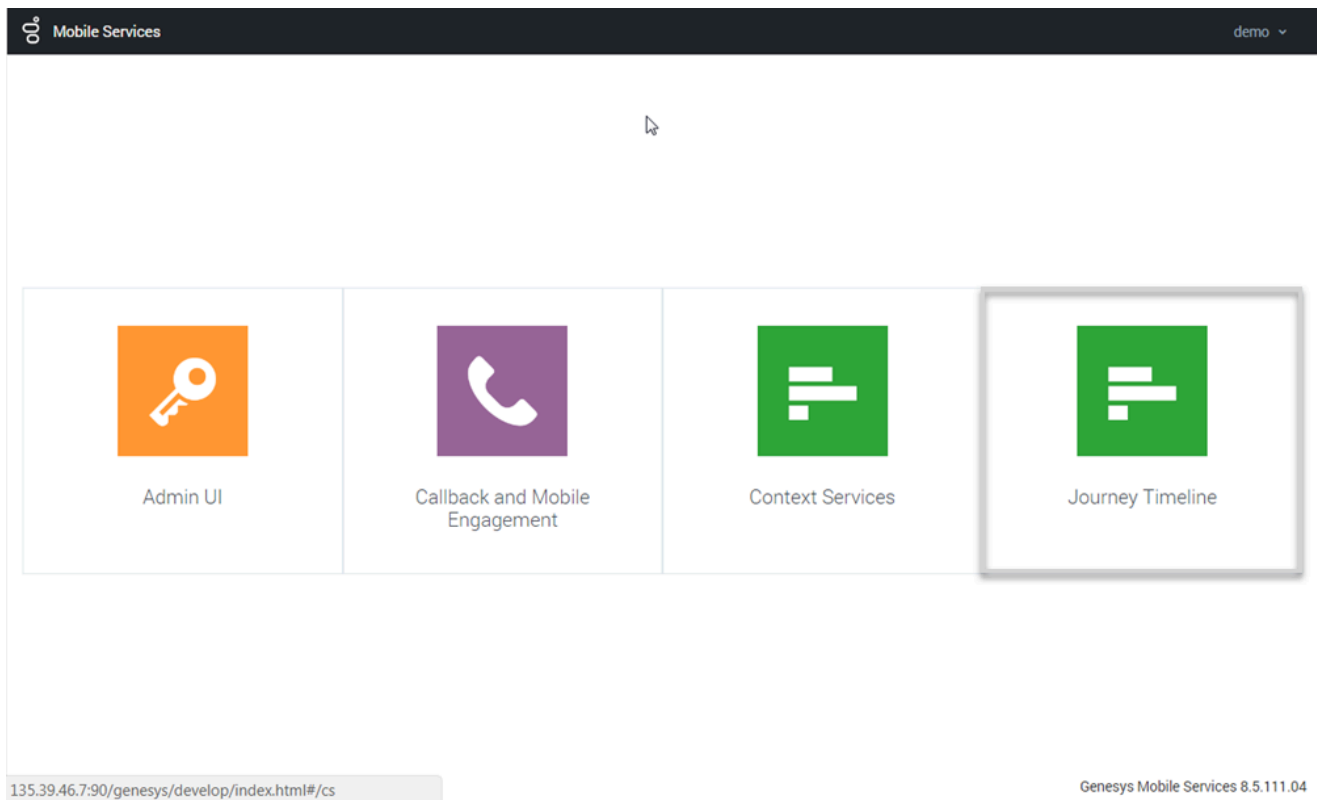 Mobile Services
demo
Admin UI
Callback and Mobile
Engagement
Context Services
Journey Timeline
135.39.46.7:90/genesys/develop/index.html#/cs
Genesys Mobile Services 8.5.111.04